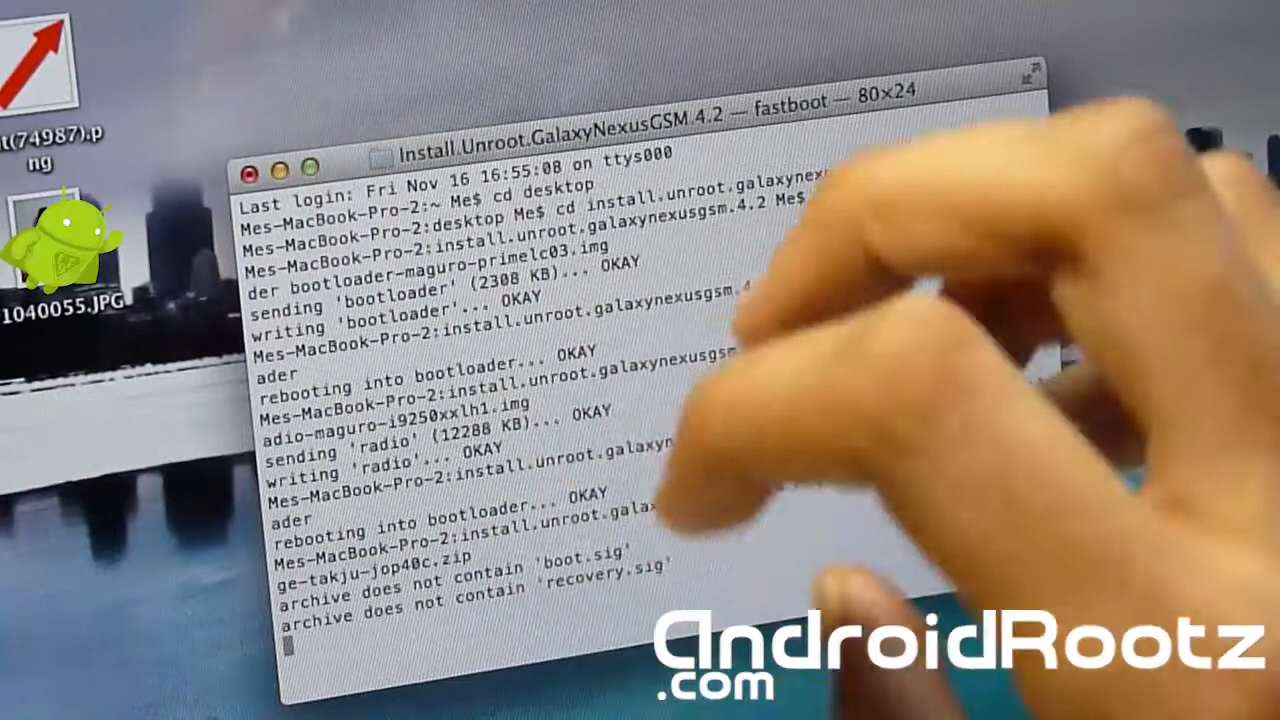 t(74987).p
ng
1040055.JPG
Install.Unroot.GalaxyNexusGSM.4.2 — fastboot — 80×24
Last login: Fri Nov 16 16:55:08 on ttys000
Mes-MacBook-Pro-2:~ Me$ cd desktop
Mes-MacBook-Pro-2:desktop Me$ cd install.unroot.galaxynexu
Mes-MacBook-Pro-2:install.unroot.galaxynexusgsm.4.2 Me$
der bootloader-maguro-primelc03.img
sending 'bootloader' (2308 KB)... OKAY
writing 'bootloader'... OKAY
Mes-MacBook-Pro-2:install.unroot.galaxynexusgsm.4
ader
rebooting into bootloader... OKAY
Mes-MacBook-Pro-2:install.unroot.galaxynexusgsm
adio-maguro-i9250xxlh1.img
sending 'radio' (12288 KB)... OKAY
writing 'radio'... OKAY
Mes-MacBook-Pro-2:install.unroot.galaxyn
ader
rebooting into bootloader... OKAY
Mes-MacBook-Pro-2:install.unroot.gala
ge-takju-jop40c.zip
archive does not contain 'boot.sig'
archive does not contain 'recovery.sig'
AndroidRootz
.com